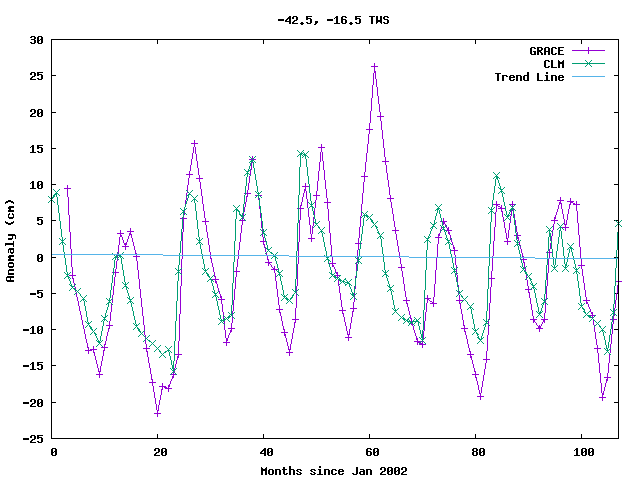 -42.5, -16.5 TWS
30
25
20
15
10
5
0
-5
-10
-15
-20
-25
Anomaly (cm)
GRACE
CLM
Trend Line
0 20 40 60 80 100
Months since Jan 2002